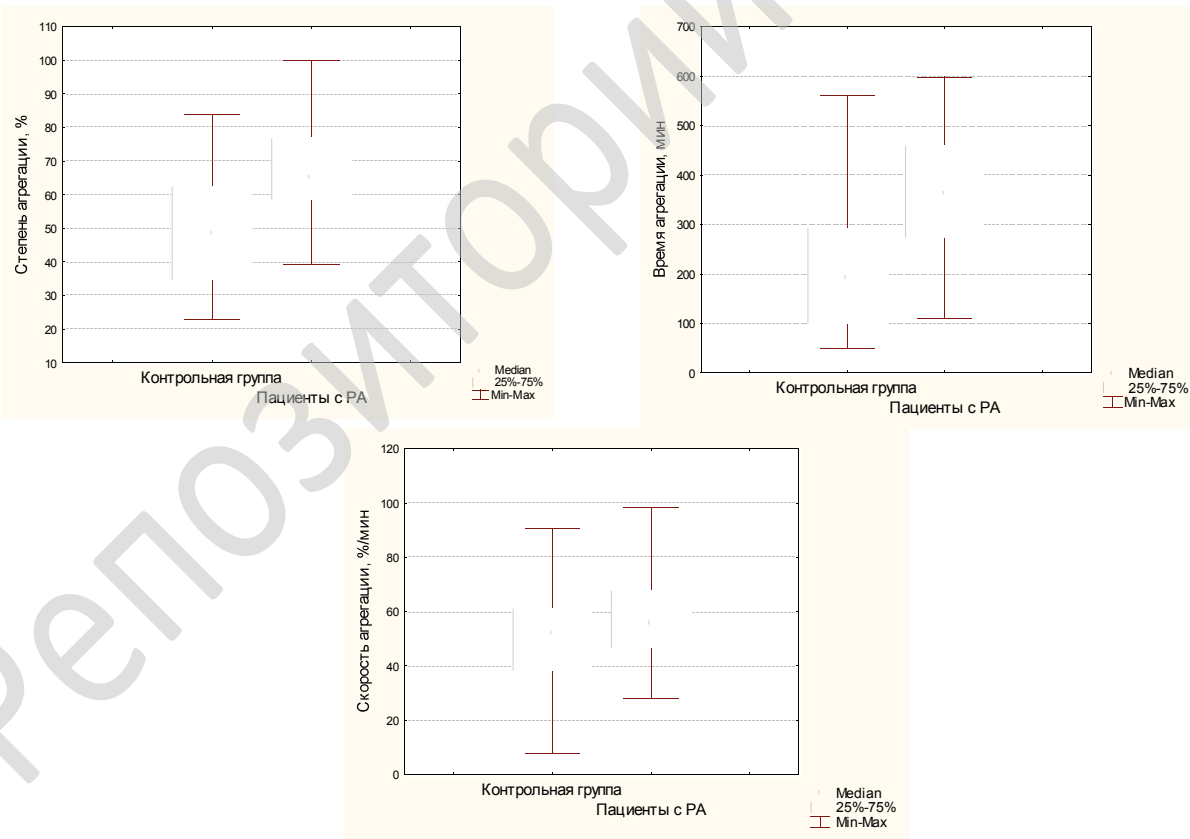 110
100
90
80
70
60
50
40
30
20
10
Степень агрегации, %
Контрольная группа
Пациенты с РА
Median
25%-75%
Min-Max
700
600
500
400
300
200
100
0
Время агрегации, мин
Контрольная группа
Пациенты с РА
Median
25%-75%
Min-Max
120
100
80
60
40
20
0
Скорость агрегации, %/мин
Контрольная группа
Пациенты с РА
Median
25%-75%
Min-Max
Репозиторий